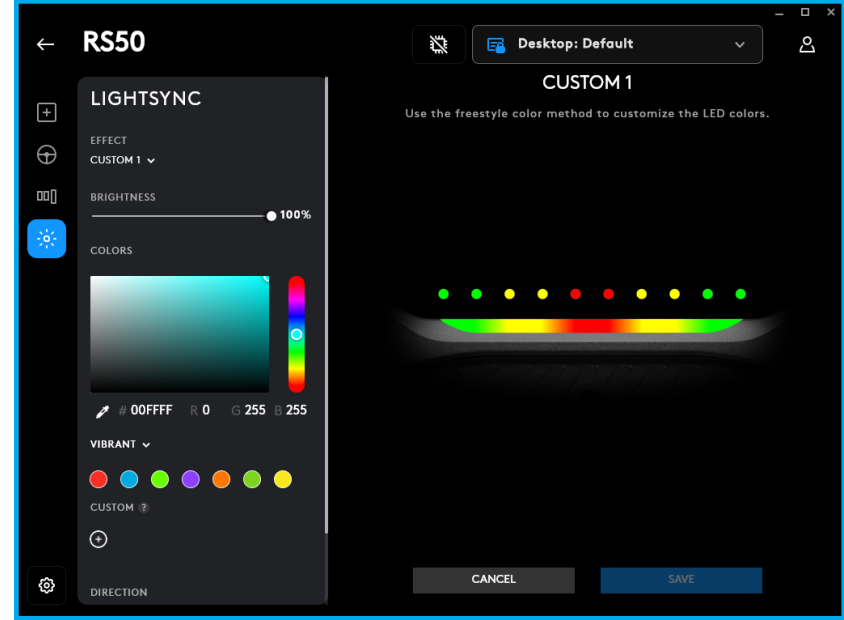 RS50
Desktop: Default
LIGHTSYNC
EFFECT
CUSTOM 1
BRIGHTNESS
100%
COLORS
# 00FFFF R 0 G 255 B 255
VIBRANT
CUSTOM ?
DIRECTION
CUSTOM 1
Use the freestyle color method to customize the LED colors.
CANCEL
SAVE